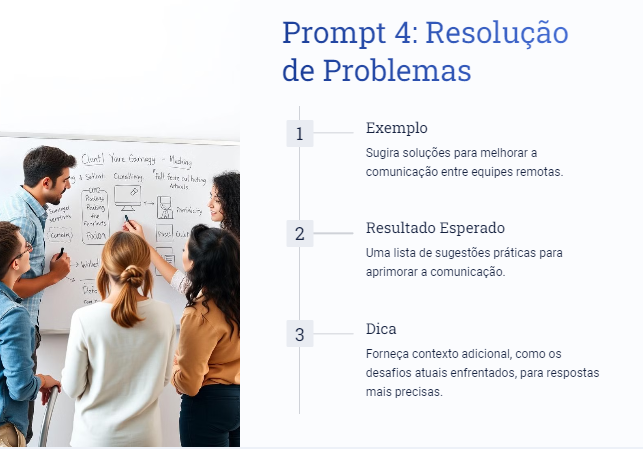 Prompt 4: Resolução
de Problemas
1
Exemplo
Sugira soluções para melhorar a
comunicação entre equipes remotas.
2
Resultado Esperado
Uma lista de sugestões práticas para
aprimorar a comunicação.
3
Dica
Forneça contexto adicional, como os
desafios atuais enfrentados, para respostas
mais precisas.